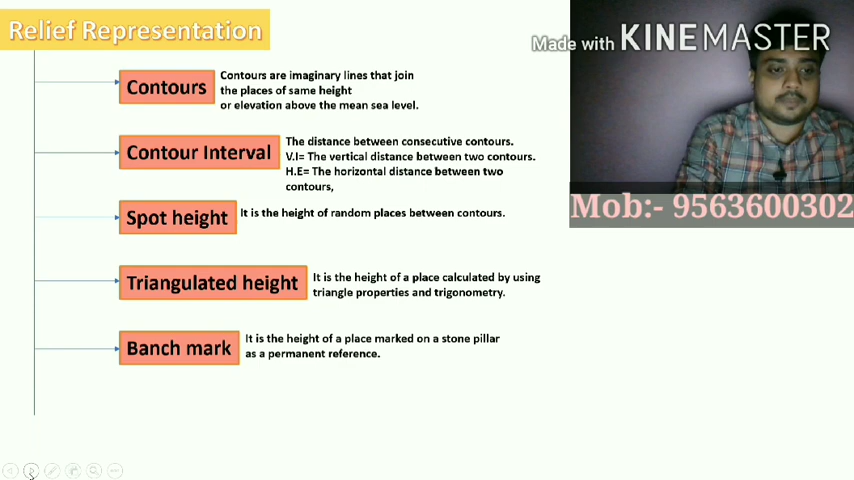 Relief Representation
Made with KINEMASTER
Contours
Contours are imaginary lines that join
the places of same height
or elevation above the mean sea level.
Contour Interval
The distance between consecutive contours.
V.I= The vertical distance between two contours.
H.E= The horizontal distance between two
contours,
Mob:- 9563600302
Spot height
It is the height of random places between contours.
Triangulated height
It is the height of a place calculated by using
triangle properties and trigonometry.
Banch mark
It is the height of a place marked on a stone pillar
as a permanent reference.